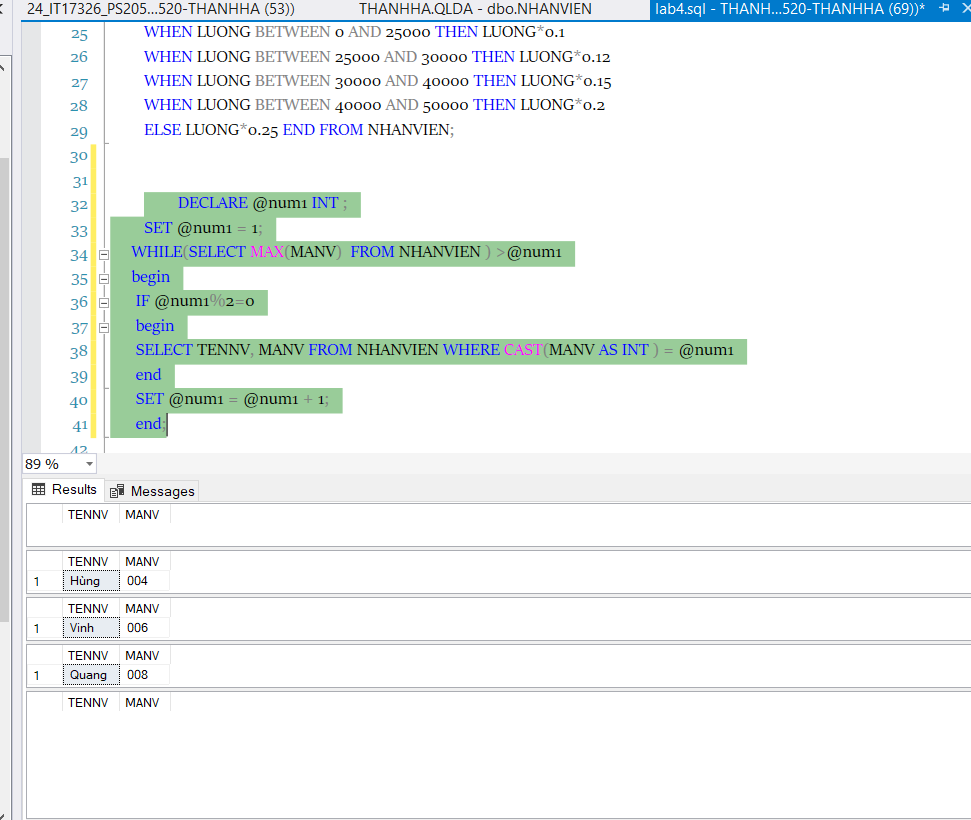 24_IT17326_PS205...520-THANHHA (53))
THANHHA.QLDA - dbo.NHANVIEN
lab4.sql - THANH...520-THANHHA (69))*
25 WHEN LUONG BETWEEN 0 AND 25000 THEN LUONG*0.1
26 WHEN LUONG BETWEEN 25000 AND 30000 THEN LUONG*0.12
27 WHEN LUONG BETWEEN 30000 AND 40000 THEN LUONG*0.15
28 WHEN LUONG BETWEEN 40000 AND 50000 THEN LUONG*0.2
29 ELSE LUONG*0.25 END FROM NHANVIEN;
30
31
32 DECLARE @num1 INT ;
33 SET @num1 = 1;
34 WHILE(SELECT MAX(MANV) FROM NHANVIEN ) >@num1
35 begin
36 IF @num1%2=0
37 begin
38 SELECT TENNV, MANV FROM NHANVIEN WHERE CAST(MANV AS INT ) = @num1
39 end
40 SET @num1 = @num1 + 1;
41 end;
42
89 %
Results Messages
TENNV MANV
TENNV MANV
1 Hùng 004
TENNV MANV
1 Vinh 006
TENNV MANV
1 Quang 008
TENNV MANV